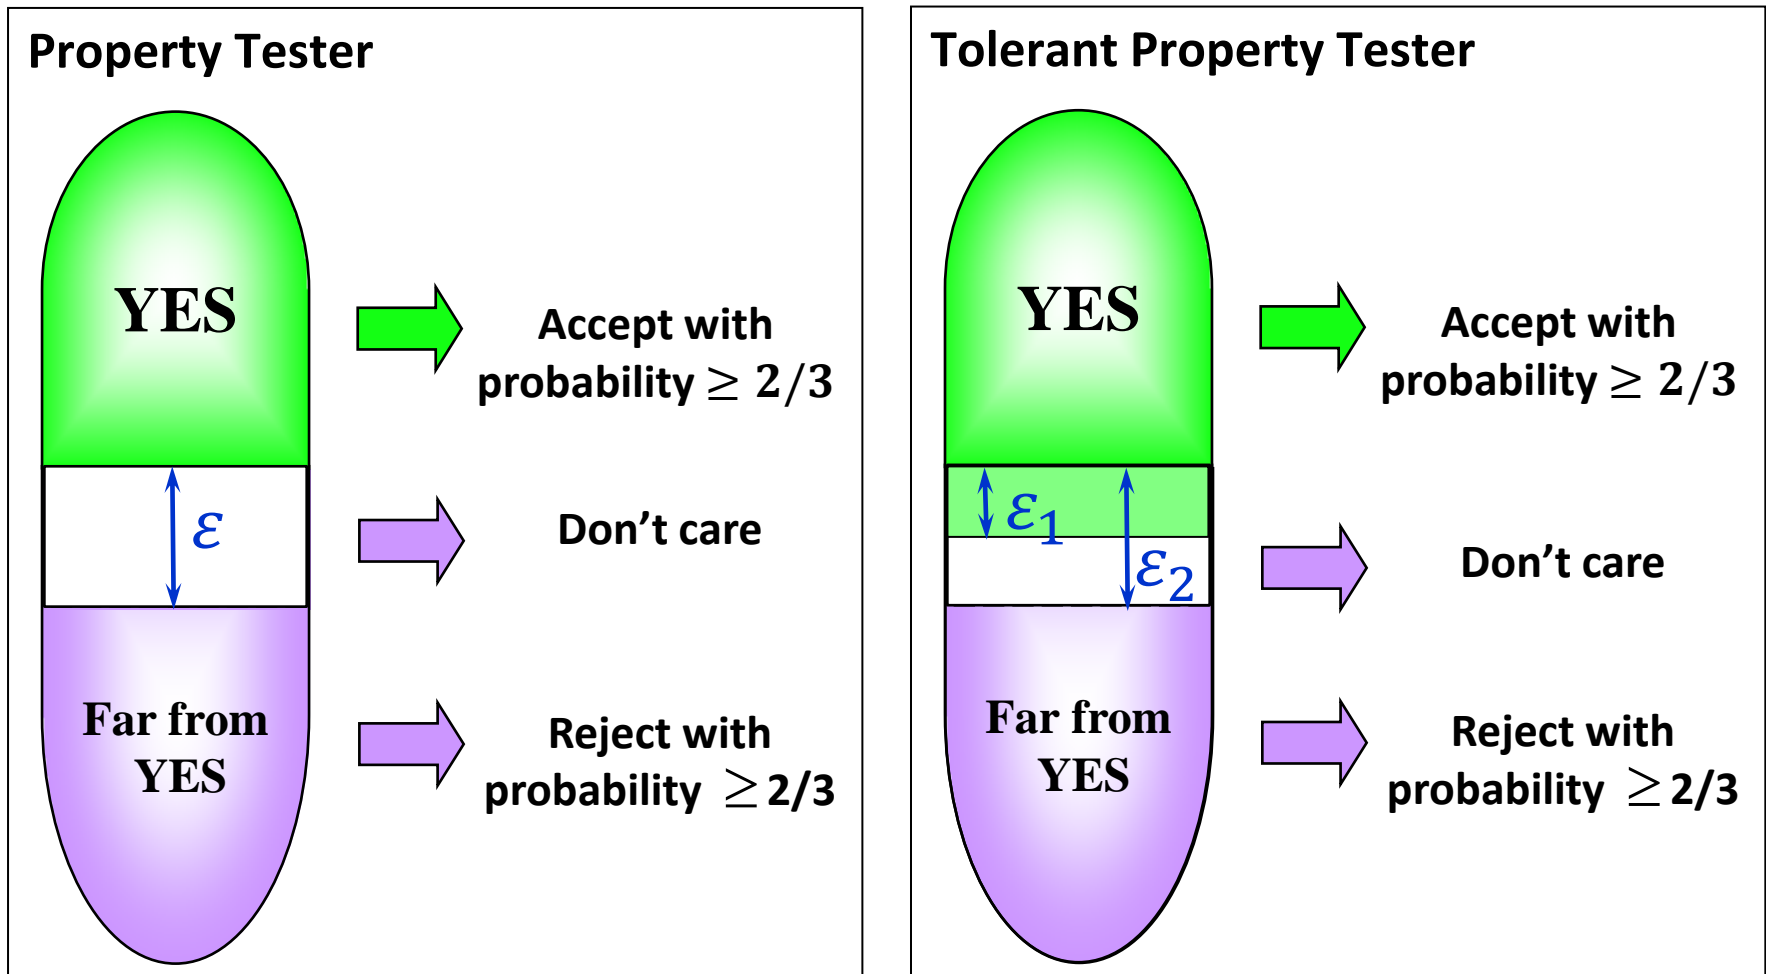 Property Tester
YES
Accept with
probability ≥ 2/3
ε
Don't care
Far from
YES
Reject with
probability ≥ 2/3
Tolerant Property Tester
YES
Accept with
probability ≥ 2/3
ε₁
ε₂
Don't care
Far from
YES
Reject with
probability ≥ 2/3